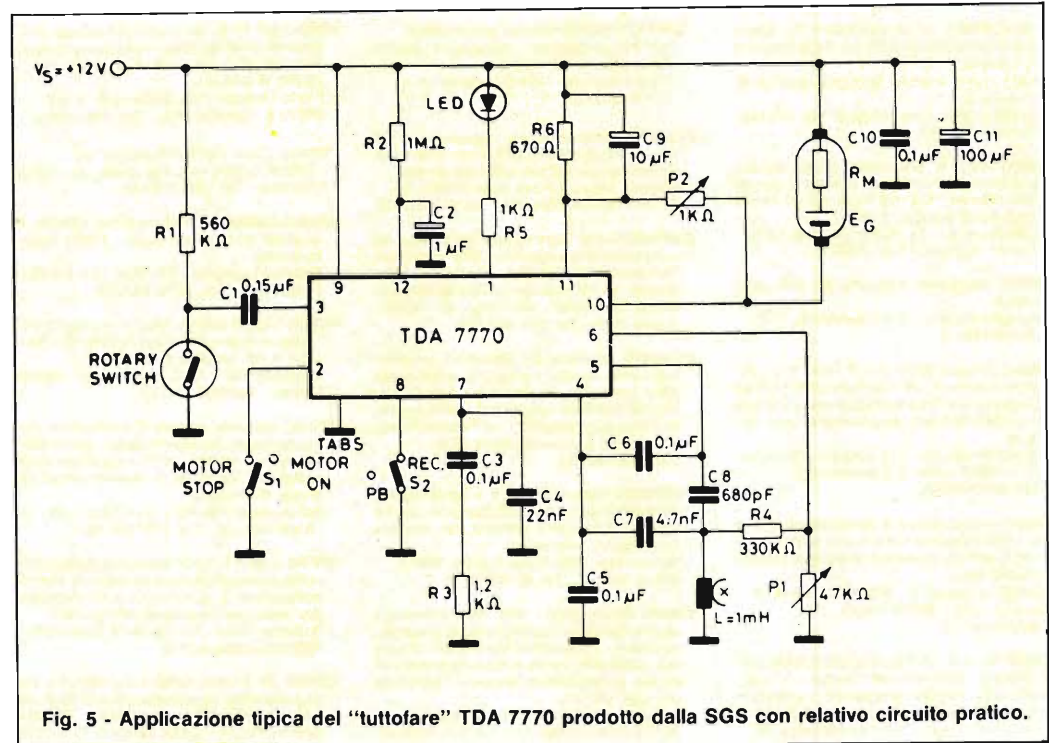 VS=+12V
LED
R2
1MΩ
R6
670Ω
C9
10µF
C10
0.1µF
C11
100µF
RM
EG
P2
1KΩ
R1
560
KΩ
C2
1µF
1KΩ
R5
C1
0.15µF
3
9
12
1
11
10
TDA 7770
6
5
2
8
7
4
ROTARY
SWITCH
TABS
MOTOR
STOP
S1
MOTOR
ON
PB
REC.
S2
C3
0.1µF
C4
22nF
R3
1.2
KΩ
C6
0.1µF
C8
680pF
C7
4.7nF
R4
330KΩ
C5
0.1µF
L=1mH
P1
47KΩ
Fig. 5 - Applicazione tipica del "tuttofare" TDA 7770 prodotto dalla SGS con relativo circuito pratico.